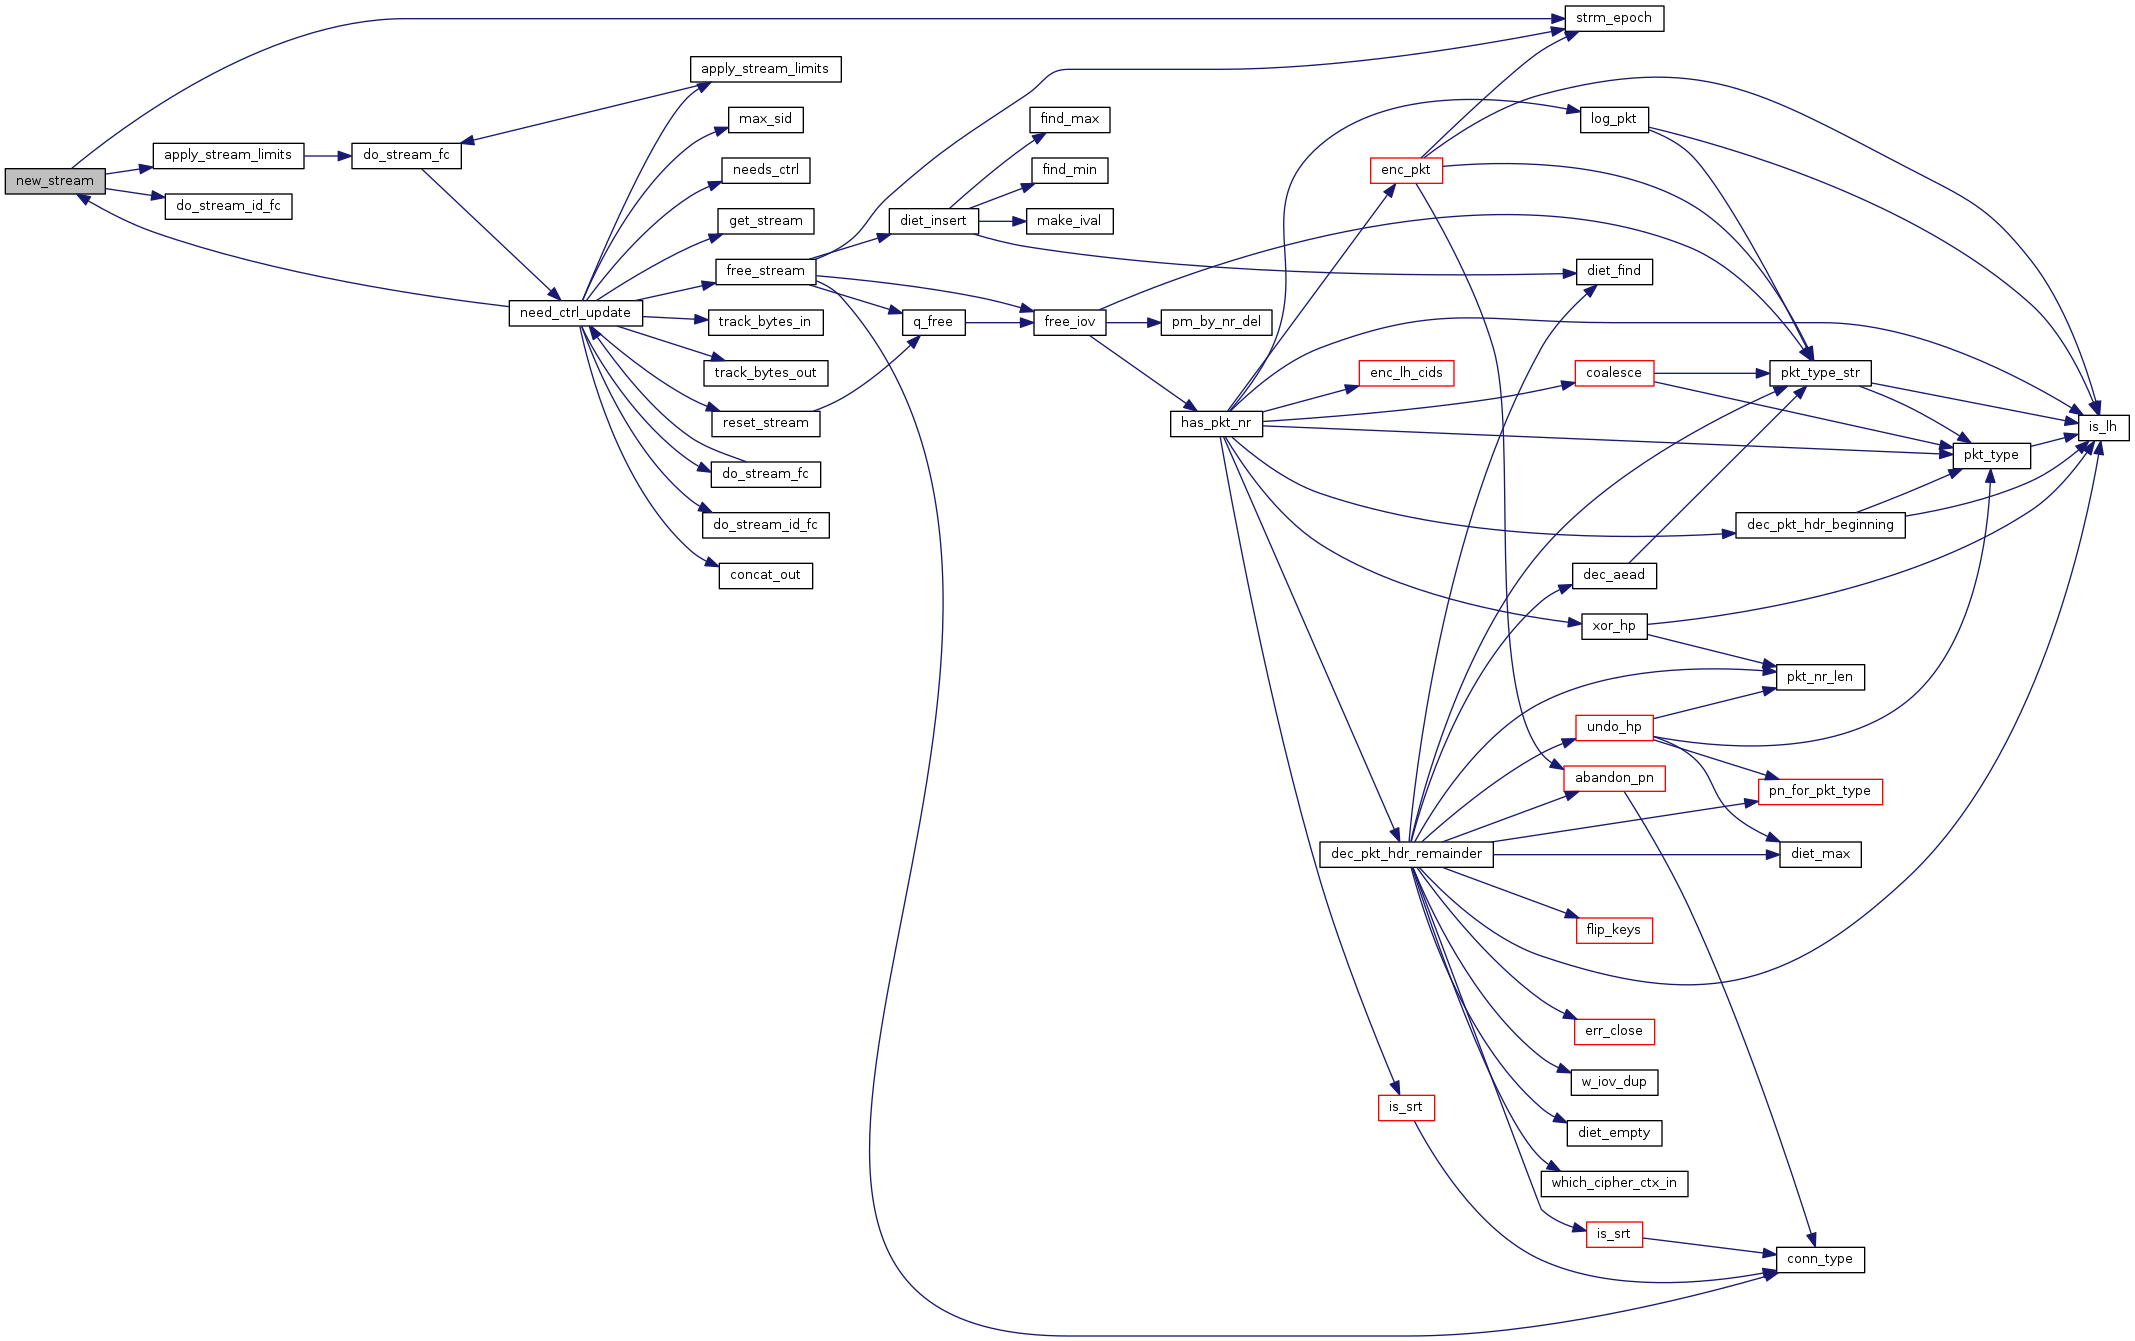 strm_epoch
apply_stream_limits
max_sid
find_max
log_pkt
apply_stream_limits
do_stream_fc
new_stream
needs_ctrl
find_min
enc_pkt
do_stream_id_fc
get_stream
diet_insert
make_ival
free_stream
diet_find
need_ctrl_update
track_bytes_in
q_free
free_iov
pm_by_nr_del
track_bytes_out
enc_lh_cids
coalesce
pkt_type_str
reset_stream
has_pkt_nr
is_lh
do_stream_fc
pkt_type
do_stream_id_fc
dec_pkt_hdr_beginning
concat_out
dec_aead
xor_hp
pkt_nr_len
undo_hp
abandon_pn
pn_for_pkt_type
dec_pkt_hdr_remainder
diet_max
flip_keys
err_close
w_iov_dup
is_srt
diet_empty
which_cipher_ctx_in
is_srt
conn_type